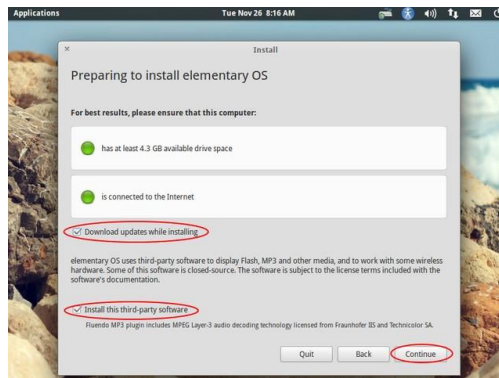 Applications
Tue Nov 26 8:16 AM
Install
Preparing to install elementary OS
For best results, please ensure that this computer:
has at least 4.3 GB available drive space
is connected to the Internet
Download updates while installing
elementary OS uses third-party software to display Flash, MP3 and other media, and to work with some wireless
hardware. Some of this software is closed-source. The software is subject to the license terms included with the
software's documentation.
Install this third-party software
Fluendo MP3 plugin includes MPEG Layer-3 audio decoding technology licensed from Fraunhofer IIS and Technicolor SA.
Quit
Back
Continue